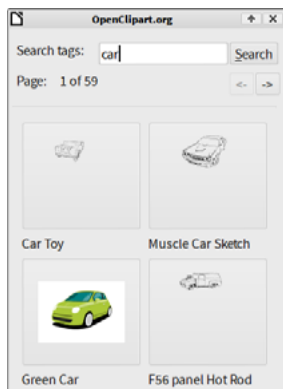 OpenClipart.org
Search tags: car Search
Page: 1 of 59 <- ->
Car Toy Muscle Car Sketch
Green Car F56 panel Hot Rod